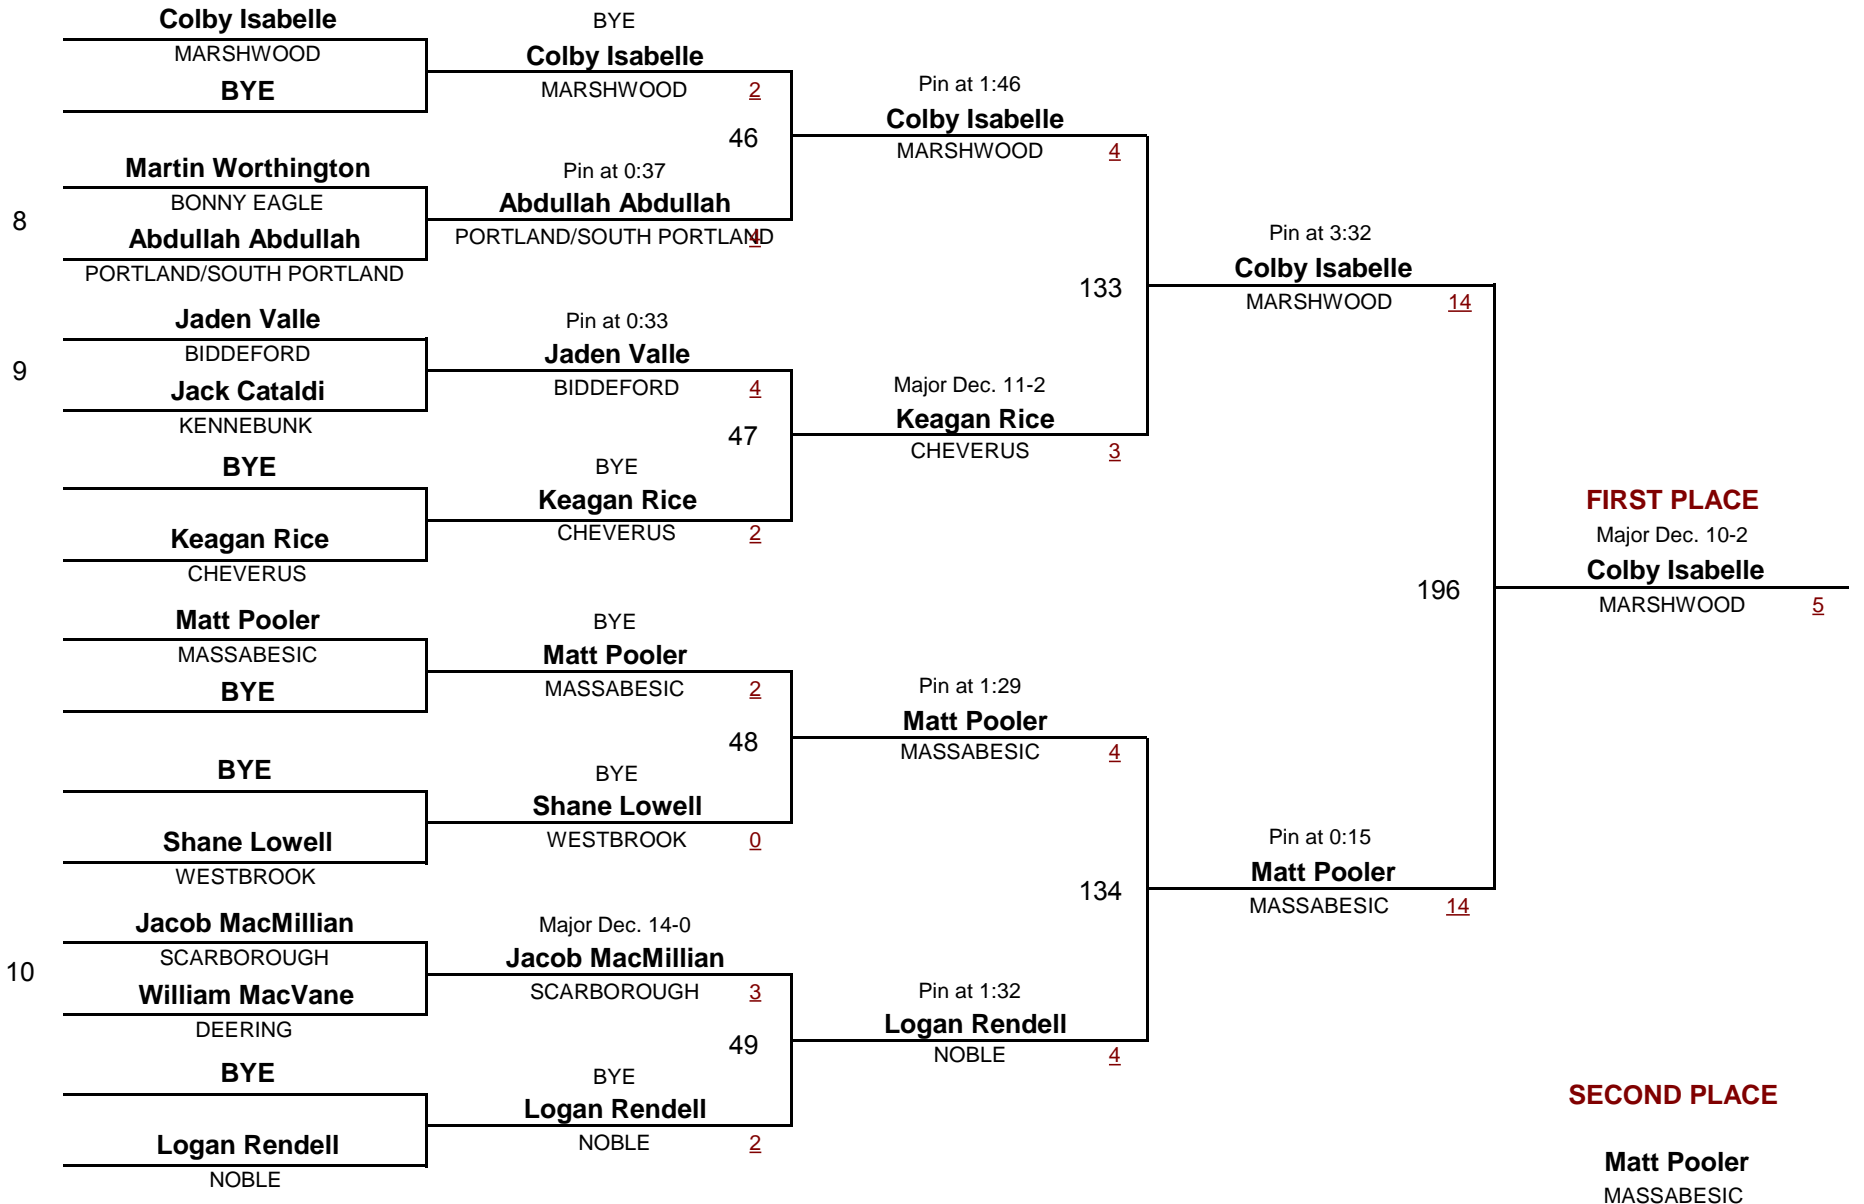 Colby Isabelle
MARSHWOOD
BYE
8
Martin Worthington
BONNY EAGLE
Abdullah Abdullah
PORTLAND/SOUTH PORTLAND
9
Jaden Valle
BIDDEFORD
Jack Cataldi
KENNEBUNK
BYE
Keagan Rice
CHEVERUS
Matt Pooler
MASSABESIC
BYE
BYE
Shane Lowell
WESTBROOK
10
Jacob MacMillian
SCARBOROUGH
William MacVane
DEERING
BYE
Logan Rendell
NOBLE
BYE
Colby Isabelle
MARSHWOOD 2
46
Pin at 0:37
Abdullah Abdullah
PORTLAND/SOUTH PORTLAND 4
Pin at 0:33
Jaden Valle
BIDDEFORD 4
47
BYE
Keagan Rice
CHEVERUS 2
BYE
Matt Pooler
MASSABESIC 2
48
BYE
Shane Lowell
WESTBROOK 0
Major Dec. 14-0
Jacob MacMillian
SCARBOROUGH 3
49
BYE
Logan Rendell
NOBLE 2
Pin at 1:46
Colby Isabelle
MARSHWOOD 4
133
Major Dec. 11-2
Keagan Rice
CHEVERUS 3
Pin at 1:29
Matt Pooler
MASSABESIC 4
134
Pin at 1:32
Logan Rendell
NOBLE 4
Pin at 3:32
Colby Isabelle
MARSHWOOD 14
196
Pin at 0:15
Matt Pooler
MASSABESIC 14
FIRST PLACE
Major Dec. 10-2
Colby Isabelle
MARSHWOOD 5
SECOND PLACE
Matt Pooler
MASSABESIC